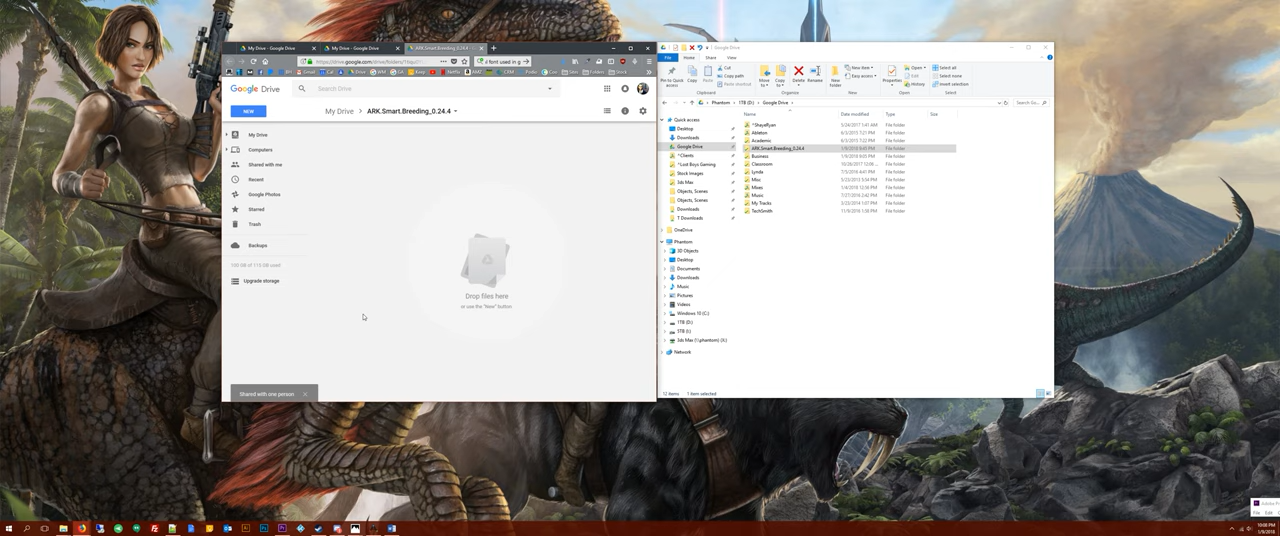 My Drive - Google Drive
My Drive - Google Drive
ARK.Smart.Breeding_0.24.4
Google Drive
Search Drive
NEW
My Drive > ARK.Smart.Breeding_0.24.4
My Drive
Computers
Shared with me
Recent
Google Photos
Starred
Trash
Backups
Upgrade storage
Drop files here
or use the "New" button
Shared with one person
Google Drive
File Home Share View
Pin to Quick access
Copy
Paste
Cut
Copy path
Paste shortcut
Move to
Copy to
Delete
Rename
New folder
New item
Easy access
Properties
Open
Edit
History
Select all
Select none
Invert selection
Clipboard
Organize
New
Open
Select
Phantom > 1TB (D:) > Google Drive
Name Date modified Type Size
Quick access
Desktop
Downloads
Google Drive
^Clients
^Lost Boys Gaming
Stock Images
3ds Max
Objects, Scenes
Objects, Scenes
Downloads
T Downloads
OneDrive
Phantom
3D Objects
Desktop
Documents
Downloads
Music
Pictures
Videos
Windows 10 (C:)
1TB (D:)
5TB (I:)
Network
^ShayeRyan File folder
Ableton File folder
Academic File folder
ARK.Smart.Breeding_0.24.4 File folder
Business File folder
Classroom File folder
Lynda File folder
Misc File folder
Mixes File folder
Music File folder
My Tracks File folder
TechSmith File folder
12 items 1 item selected
10:08 PM
1/9/2018